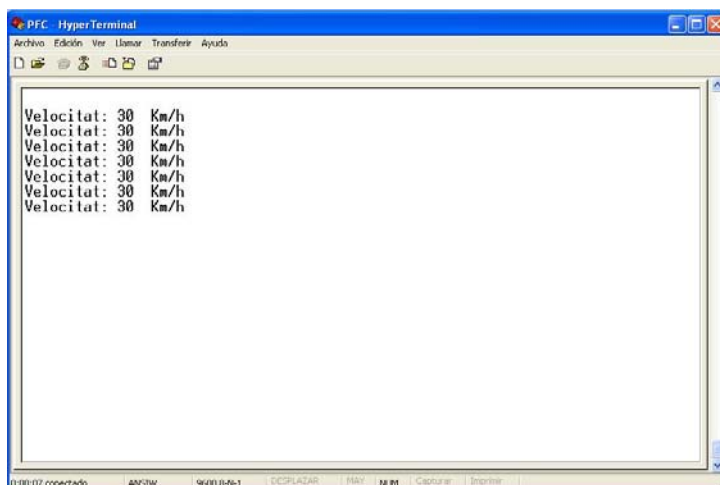 PFC - HyperTerminal
Archivo Edición Ver Llamar Transferir Ayuda
Velocitat: 30 Km/h
Velocitat: 30 Km/h
Velocitat: 30 Km/h
Velocitat: 30 Km/h
Velocitat: 30 Km/h
Velocitat: 30 Km/h
Velocitat: 30 Km/h
0:00:07 conectado ANSIW 9600 8-N-1 DESPLAZAR MAY NUM Capturar Imprimir